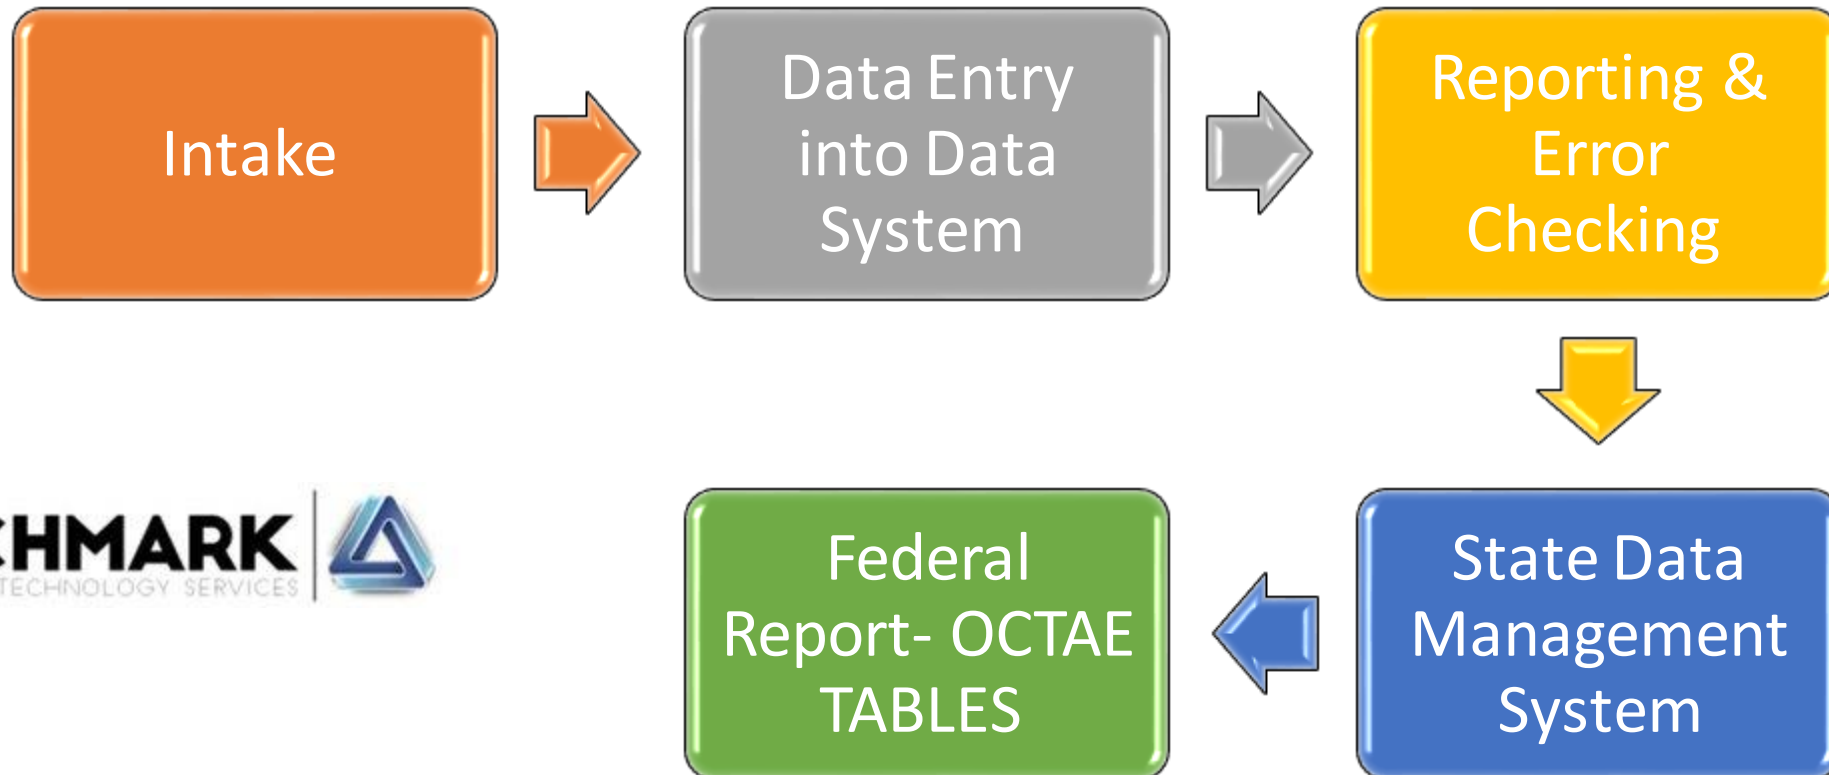 Intake
Data Entry
into Data
System
Reporting &
Error
Checking
CHMARK
TECHNOLOGY SERVICES
Federal
Report- OCTAE
TABLES
State Data
Management
System